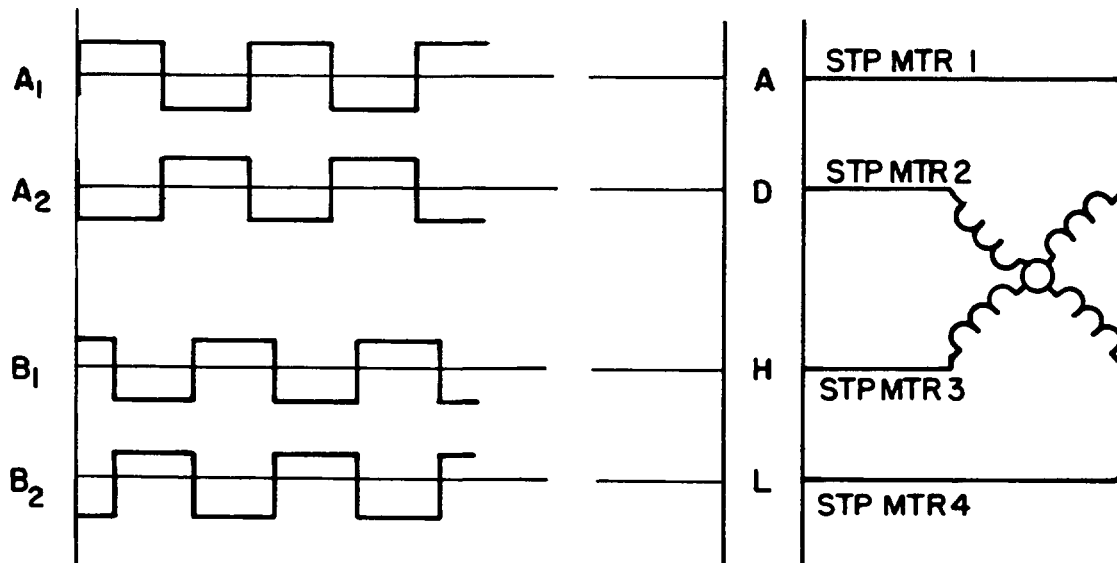 A1 A STP MTR 1
A2 D STP MTR 2
B1 H STP MTR 3
B2 L STP MTR 4